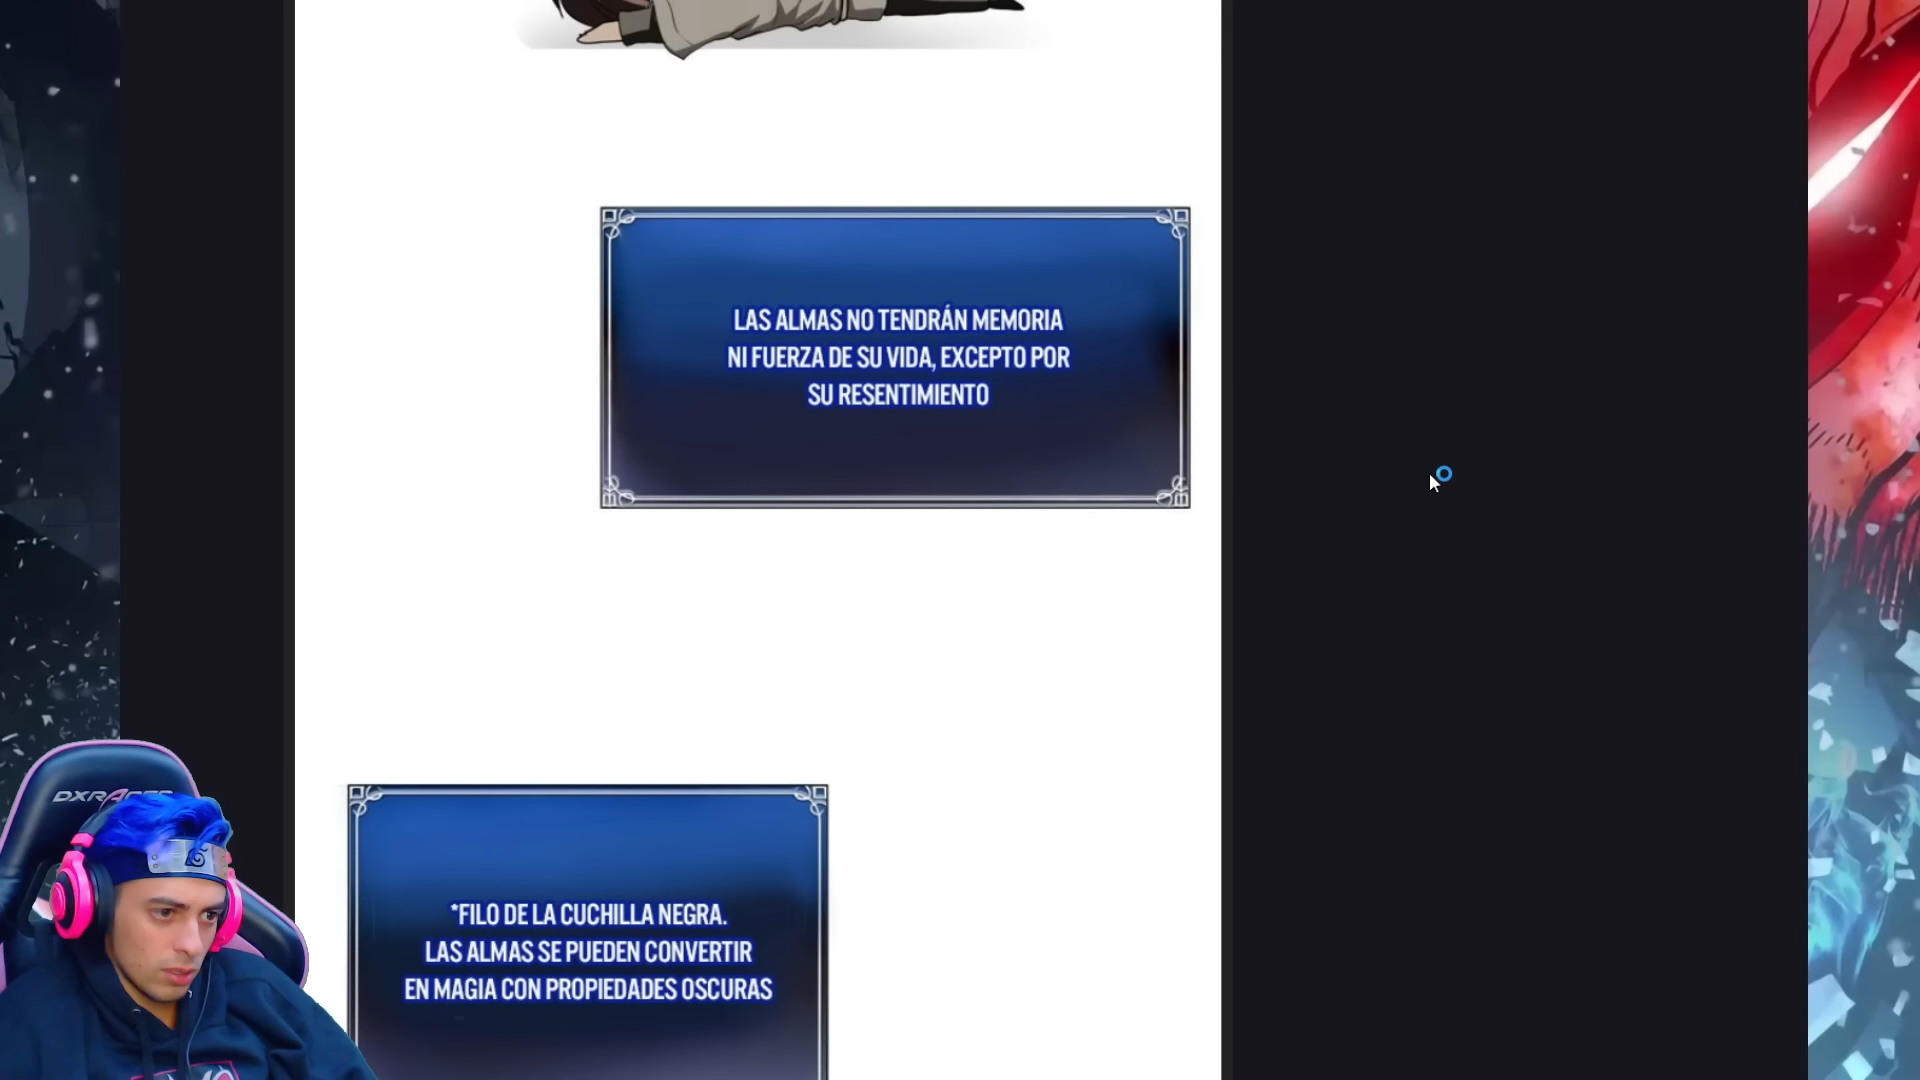 LAS ALMAS NO TENDRÁN MEMORIA
NI FUERZA DE SU VIDA, EXCEPTO POR
SU RESENTIMIENTO
*FILO DE LA CUCHILLA NEGRA.
LAS ALMAS SE PUEDEN CONVERTIR
EN MAGIA CON PROPIEDADES OSCURAS
DXRACER